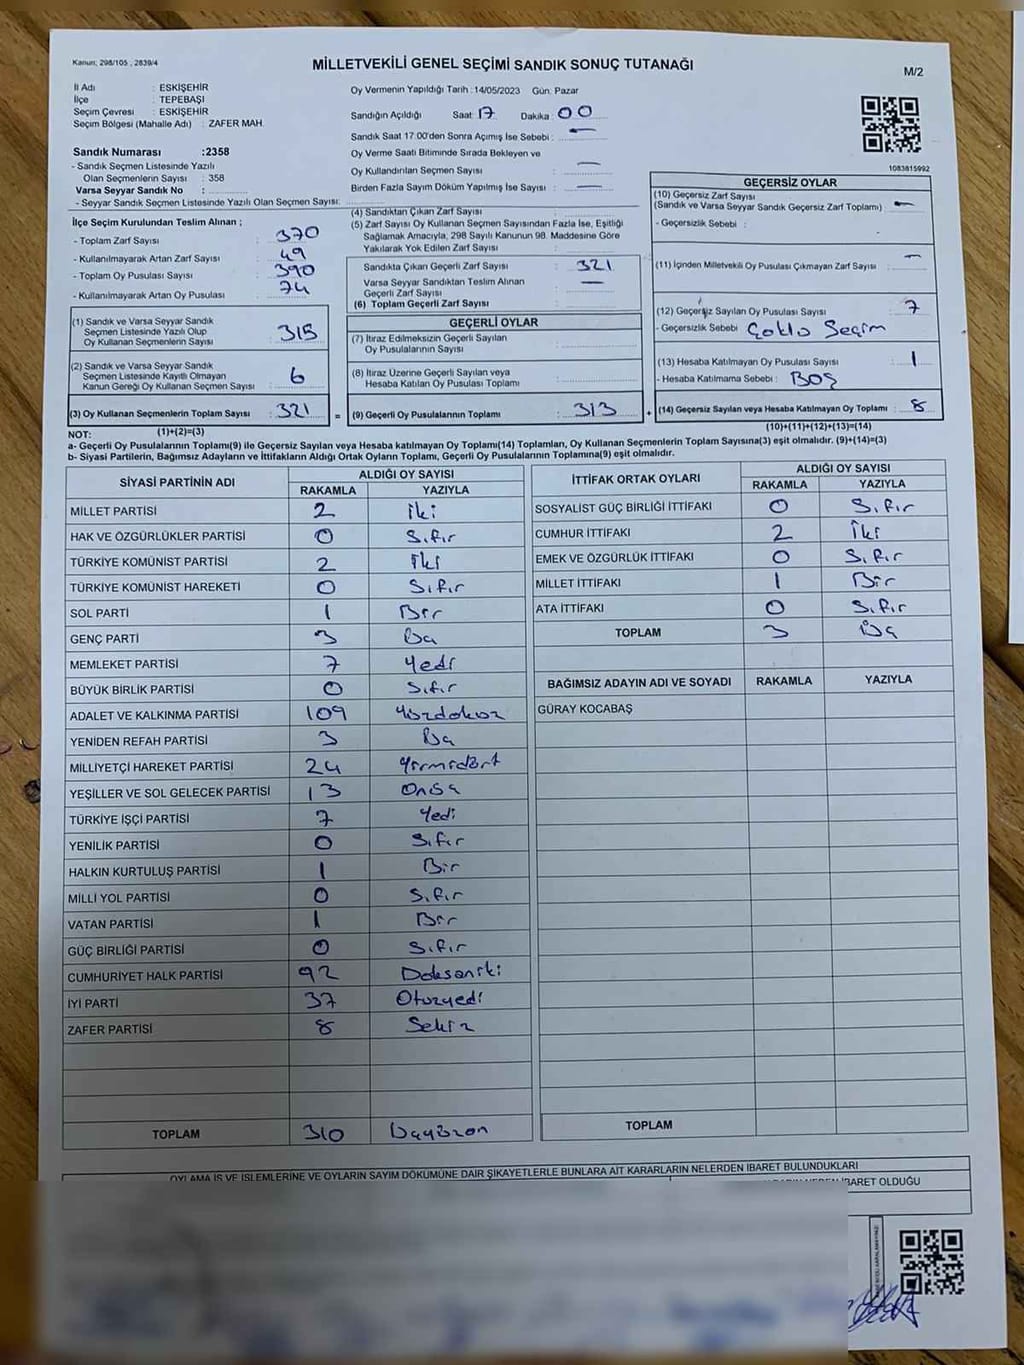 Kanun; 298/105 , 2839/4
MİLLETVEKİLİ GENEL SEÇİMİ SANDIK SONUÇ TUTANAĞI
M/2
İl Adı : ESKİŞEHİR
İlçe : TEPEBAŞI
Seçim Çevresi : ESKİŞEHİR
Seçim Bölgesi (Mahalle Adı) : ZAFER MAH.
Sandık Numarası :2358
- Sandık Seçmen Listesinde Yazılı
Olan Seçmenlerin Sayısı : 358
Varsa Seyyar Sandık No :
- Seyyar Sandık Seçmen Listesinde Yazılı Olan Seçmen Sayısı:
Oy Vermenin Yapıldığı Tarih :14/05/2023 Gün: Pazar
Sandığın Açıldığı Saat: 17 Dakika: 00
Sandık Saat 17:00'den Sonra Açımış İse Sebebi : —
Oy Verme Saati Bitiminde Sırada Bekleyen ve
Oy Kullandırılan Seçmen Sayısı : —
Birden Fazla Sayım Döküm Yapılmış İse Sayısı : —
1083815992
İlçe Seçim Kurulundan Teslim Alınan ;
- Toplam Zarf Sayısı : 370
- Kullanılmayarak Artan Zarf Sayısı : 49
- Toplam Oy Pusulası Sayısı : 390
- Kullanılmayarak Artan Oy Pusulası : 74
(1) Sandık ve Varsa Seyyar Sandık
Seçmen Listesinde Yazılı Olup
Oy Kullanan Seçmenlerin Sayısı : 315
(2) Sandık ve Varsa Seyyar Sandık
Seçmen Listesinde Kayıtlı Olmayan
Kanun Gereği Oy Kullanan Seçmen Sayısı : 6
(3) Oy Kullanan Seçmenlerin Toplam Sayısı : 321 =
(1)+(2)=(3)
(4) Sandıktan Çıkan Zarf Sayısı :
(5) Zarf Sayısı Oy Kullanan Seçmen Sayısından Fazla İse, Eşitliği
Sağlamak Amacıyla, 298 Sayılı Kanunun 98. Maddesine Göre
Yakılarak Yok Edilen Zarf Sayısı :
Sandıkta Çıkan Geçerli Zarf Sayısı : 321
Varsa Seyyar Sandıktan Teslim Alınan
Geçerli Zarf Sayısı : —
(6) Toplam Geçerli Zarf Sayısı :
GEÇERLİ OYLAR
(7) İtiraz Edilmeksizin Geçerli Sayılan
Oy Pusulalarının Sayısı :
(8) İtiraz Üzerine Geçerli Sayılan veya
Hesaba Katılan Oy Pusulası Toplamı :
(9) Geçerli Oy Pusulalarının Toplamı : 313 +
GEÇERSİZ OYLAR
(10) Geçersiz Zarf Sayısı
(Sandık ve Varsa Seyyar Sandık Geçersiz Zarf Toplamı) : —
- Geçersizlik Sebebi :
(11) İçinden Milletvekili Oy Pusulası Çıkmayan Zarf Sayısı : —
(12) Geçersiz Sayılan Oy Pusulası Sayısı : 7
- Geçersizlik Sebebi : Çoklu Seçim
(13) Hesaba Katılmayan Oy Pusulası Sayısı : 1
- Hesaba Katılmama Sebebi : BOŞ
(14) Geçersiz Sayılan veya Hesaba Katılmayan Oy Toplamı : 8
(10)+(11)+(12)+(13)=(14)
NOT:
a- Geçerli Oy Pusulalarının Toplamı(9) ile Geçersiz Sayılan veya Hesaba katılmayan Oy Toplamı(14) Toplamları, Oy Kullanan Seçmenlerin Toplam Sayısına(3) eşit olmalıdır. (9)+(14)=(3)
b- Siyasi Partilerin, Bağımsız Adayların ve İttifakların Aldığı Ortak Oyların Toplamı, Geçerli Oy Pusulalarının Toplamına(9) eşit olmalıdır.
SİYASİ PARTİNİN ADI ALDIĞI OY SAYISI
RAKAMLA YAZIYLA
MİLLET PARTİSİ 2 iki
HAK VE ÖZGÜRLÜKLER PARTİSİ 0 Sıfır
TÜRKİYE KOMÜNİST PARTİSİ 2 iki
TÜRKİYE KOMÜNİST HAREKETİ 0 Sıfır
SOL PARTİ 1 Bir
GENÇ PARTİ 3 Üç
MEMLEKET PARTİSİ 7 Yedi
BÜYÜK BİRLİK PARTİSİ 0 Sıfır
ADALET VE KALKINMA PARTİSİ 109 Yüzdokuz
YENİDEN REFAH PARTİSİ 3 Üç
MİLLİYETÇİ HAREKET PARTİSİ 24 Yirmidört
YEŞİLLER VE SOL GELECEK PARTİSİ 13 Onüç
TÜRKİYE İŞÇİ PARTİSİ 7 Yedi
YENİLİK PARTİSİ 0 Sıfır
HALKIN KURTULUŞ PARTİSİ 1 Bir
MİLLİ YOL PARTİSİ 0 Sıfır
VATAN PARTİSİ 1 Bir
GÜÇ BİRLİĞİ PARTİSİ 0 Sıfır
CUMHURİYET HALK PARTİSİ 92 Doksaniki
İYİ PARTİ 37 Otuzyedi
ZAFER PARTİSİ 8 Sekiz
TOPLAM 310 Üçyüzon
İTTİFAK ORTAK OYLARI ALDIĞI OY SAYISI
RAKAMLA YAZIYLA
SOSYALİST GÜÇ BİRLİĞİ İTTİFAKI 0 Sıfır
CUMHUR İTTİFAKI 2 İki
EMEK VE ÖZGÜRLÜK İTTİFAKI 0 Sıfır
MİLLET İTTİFAKI 1 Bir
ATA İTTİFAKI 0 Sıfır
TOPLAM 3 Üç
BAĞIMSIZ ADAYIN ADI VE SOYADI RAKAMLA YAZIYLA
GÜRAY KOCABAŞ
TOPLAM
OYLAMA İŞ VE İŞLEMLERİNE VE OYLARIN SAYIM DÖKÜMÜNE DAİR ŞİKAYETLERLE BUNLARA AİT KARARLARIN NELERDEN İBARET BULUNDUKLARI
NEDEN İBARET OLDUĞU